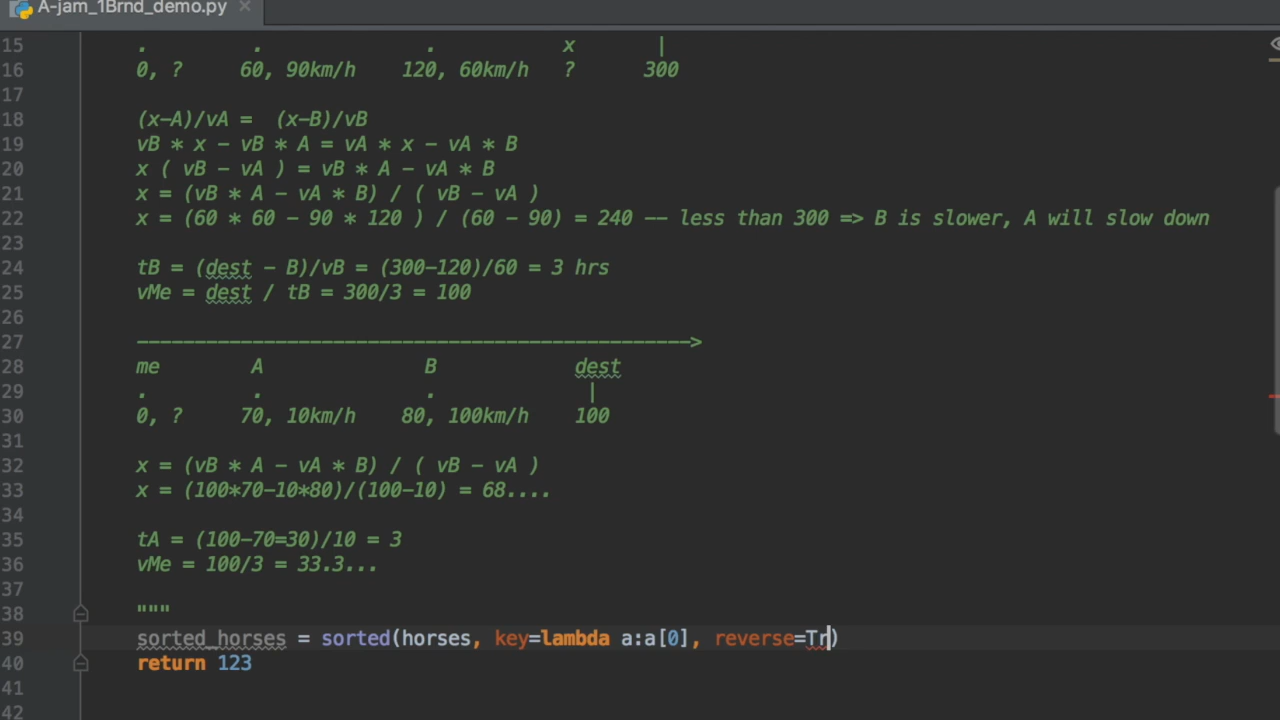 A-jam_1Brnd_demo.py ×
15 . . . x |
16 0, ? 60, 90km/h 120, 60km/h ? 300
17
18 (x-A)/vA = (x-B)/vB
19 vB * x - vB * A = vA * x - vA * B
20 x ( vB - vA ) = vB * A - vA * B
21 x = (vB * A - vA * B) / ( vB - vA )
22 x = (60 * 60 - 90 * 120 ) / (60 - 90) = 240 -- less than 300 => B is slower, A will slow down
23
24 tB = (dest - B)/vB = (300-120)/60 = 3 hrs
25 vMe = dest / tB = 300/3 = 100
26
27 ------------------------------------------------>
28 me A B dest
29 . . . |
30 0, ? 70, 10km/h 80, 100km/h 100
31
32 x = (vB * A - vA * B) / ( vB - vA )
33 x = (100*70-10*80)/(100-10) = 68....
34
35 tA = (100-70=30)/10 = 3
36 vMe = 100/3 = 33.3...
37
38 """
39 sorted_horses = sorted(horses, key=lambda a:a[0], reverse=Tr)
40 return 123
41
42